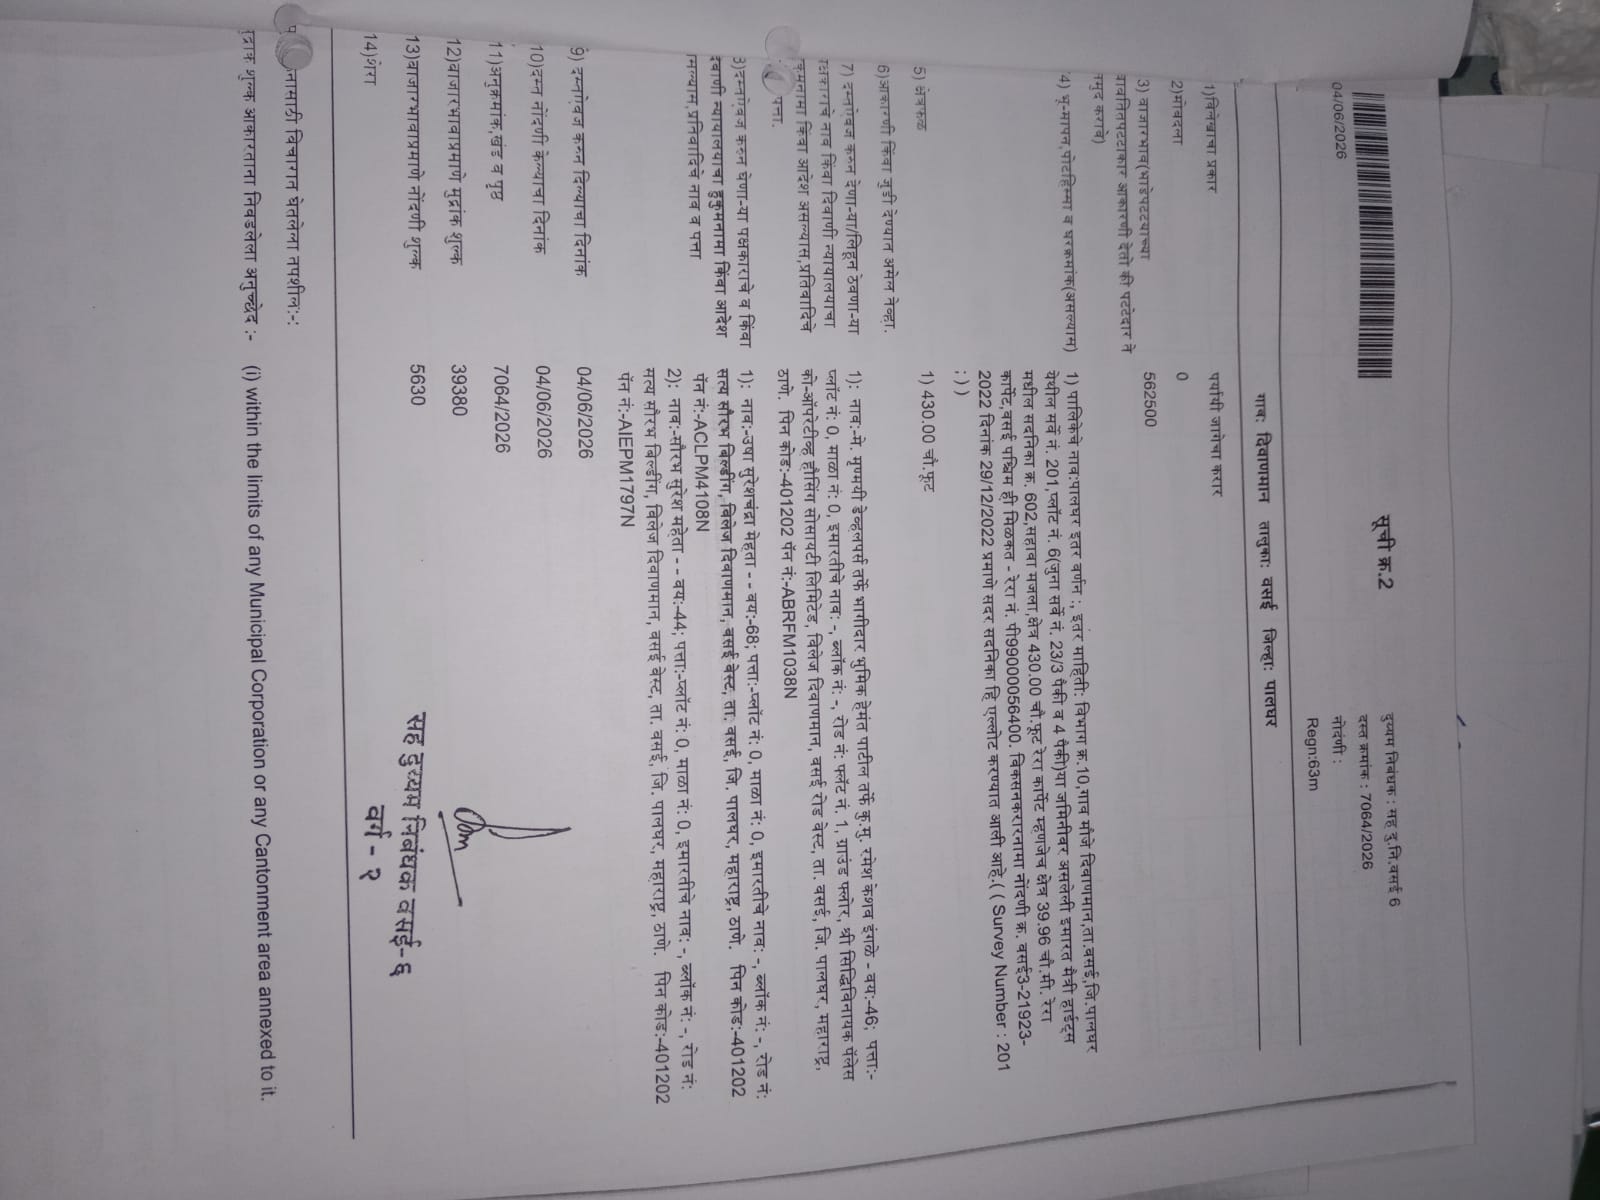 सूची क्र.2
दुय्यम निबंधक : सह दु.नि.वसई 6
दस्त क्रमांक : 7064/2026
नोदंणी :
Regn:63m
04/06/2026
गाव: दिवाणमान तालुका: वसई जिल्हा: पालघर
1)विलेखाचा प्रकार पर्यायी जागेचा करार
2)मोबदला 0
3) बाजारभाव(भाडेपटटयाच्या 562500
बाबतितपटटाकार आकारणी देतो की पटटेदार ते
नमुद करावे)
4) भू-मापन,पोटहिस्सा व घरक्रमांक(असल्यास) 1) पालिकेचे नाव:पालघर इतर वर्णन :, इतर माहिती: विभाग क्र.10,गाव मौजे दिवाणमान,ता.वसई,जि.पालघर
येथील सर्वे नं. 201,प्लॉट नं. 6(जुना सर्वे नं. 23/3 पैकी व 4 पैकी)या जमिनीवर असलेली इमारत मैत्री हाईट्स
मधील सदनिका क्र. 602,सहावा मजला,क्षेत्र 430.00 चौ.फूट रेरा कार्पेट म्हणजेच क्षेत्र 39.96 चौ.मी. रेरा
कार्पेट,वसई पश्चिम ही मिळकत - रेरा नं. पी99000056400. विकसनकरारनामा नोंदणी क्र. वसई3-21923-
2022 दिनांक 29/12/2022 प्रमाणे सदर सदनिका हि एल्लोट करण्यात आली आहे.( ( Survey Number : 201
; ) )
5) क्षेत्रफळ 1) 430.00 चौ.फूट
6)आकारणी किंवा जुडी देण्यात असेल तेव्हा.
7) दस्तऐवज करुन देणा-या/लिहून ठेवणा-या 1): नाव:-मे. मृण्मयी डेव्हलपर्स तर्फे भागीदार भुमिक हेमंत पाटील तर्फे कु.मु. रमेश केशव इंगळे - वय:-46; पत्ता:-
पक्षकाराचे नाव किंवा दिवाणी न्यायालयाचा प्लॉट नं: 0, माळा नं: 0, इमारतीचे नाव: -, ब्लॉक नं: -, रोड नं: फ्लॅट नं. 1, ग्राउंड फ्लोर, श्री सिद्धिविनायक पॅलेस
हुकुमनामा किंवा आदेश असल्यास,प्रतिवादिचे को-ऑपरेटीव्ह हौसिंग सोसायटी लिमिटेड, विलेज दिवाणमान, वसई रोड वेस्ट, ता. वसई, जि. पालघर, महाराष्ट्र,
पत्ता. ठाणे. पिन कोड:-401202 पॅन नं:-ABRFM1038N
8)दस्तऐवज करुन घेणा-या पक्षकाराचे व किंवा 1): नाव:-उषा सुरेशचंद्रा मेहता - - वय:-68; पत्ता:-प्लॉट नं: 0, माळा नं: 0, इमारतीचे नाव: -, ब्लॉक नं: -, रोड नं:
दिवाणी न्यायालयाचा हुकुमनामा किंवा आदेश सत्य सौरभ बिल्डींग, विलेज दिवाणमान, वसई वेस्ट, ता. वसई, जि. पालघर, महाराष्ट्र, ठाणे. पिन कोड:-401202
असल्यास,प्रतिवादिचे नाव व पत्ता पॅन नं:-ACLPM4108N
2): नाव:-सौरभ सुरेश महेता - - वय:-44; पत्ता:-प्लॉट नं: 0, माळा नं: 0, इमारतीचे नाव: -, ब्लॉक नं: -, रोड नं:
सत्य सौरभ बिल्डींग, विलेज दिवाणमान, वसई वेस्ट, ता. वसई, जि. पालघर, महाराष्ट्र, ठाणे. पिन कोड:-401202
पॅन नं:-AIEPM1797N
9) दस्तऐवज करुन दिल्याचा दिनांक 04/06/2026
10)दस्त नोंदणी केल्याचा दिनांक 04/06/2026
11)अनुक्रमांक,खंड व पृष्ठ 7064/2026
12)बाजारभावाप्रमाणे मुद्रांक शुल्क 39380
13)बाजारभावाप्रमाणे नोंदणी शुल्क 5630
14)शेरा
सह दुय्यम निबंधक वसई-६
वर्ग - २
नासाठी विचारात घेतलेला तपशील:-:
मुद्रांक शुल्क आकारताना निवडलेला अनुच्छेद :- (i) within the limits of any Municipal Corporation or any Cantonment area annexed to it.